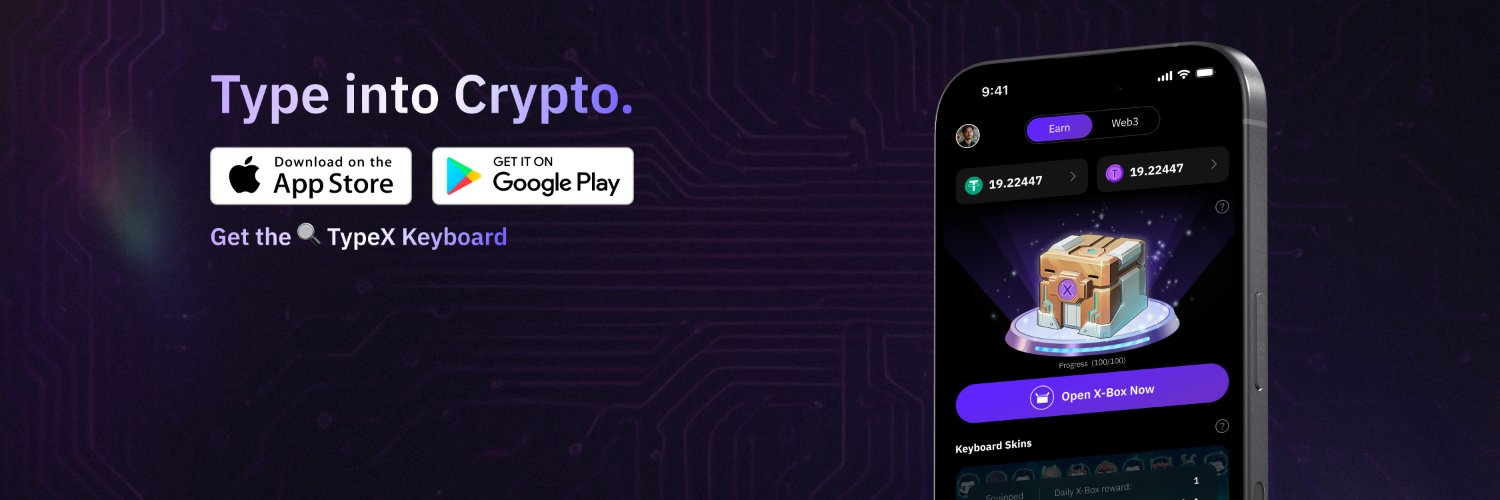 Type into Crypto.
Download on the
App Store
GET IT ON
Google Play
Get the TypeX Keyboard
9:41
Earn
Web3
19.22447
19.22447
?
X
Progress (100/100)
Open X-Box Now
Keyboard Skins
?
Equipped
Daily X-Box reward:
1